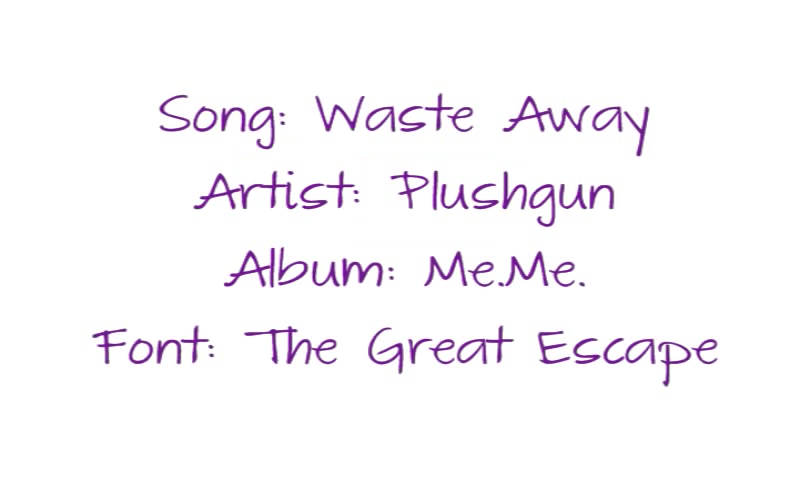 Song: Waste Away
Artist: Plushgun
Album: Me.Me.
Font: The Great Escape